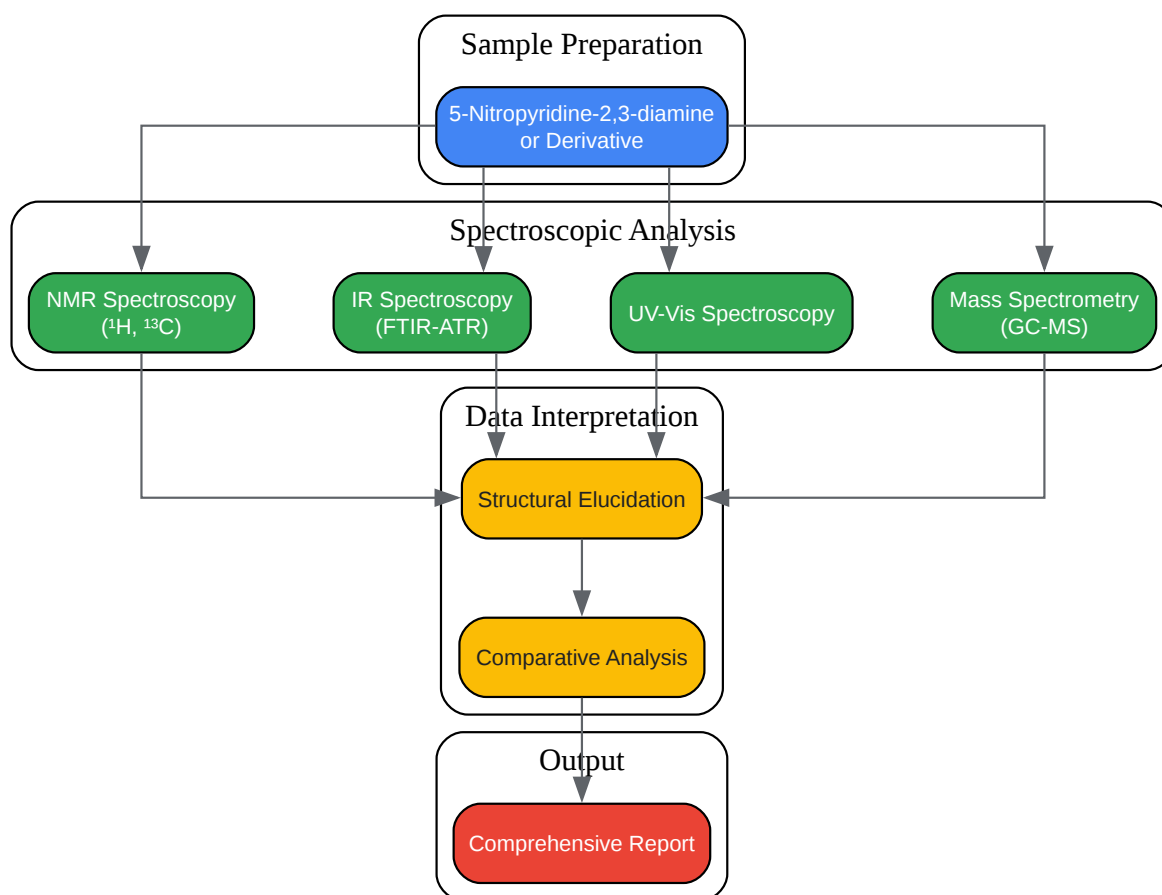 Sample Preparation
5-Nitropyridine-2,3-diamine
or Derivative
Spectroscopic Analysis
NMR Spectroscopy
(¹H, ¹³C)
IR Spectroscopy
(FTIR-ATR)
UV-Vis Spectroscopy
Mass Spectrometry
(GC-MS)
Data Interpretation
Structural Elucidation
Comparative Analysis
Output
Comprehensive Report